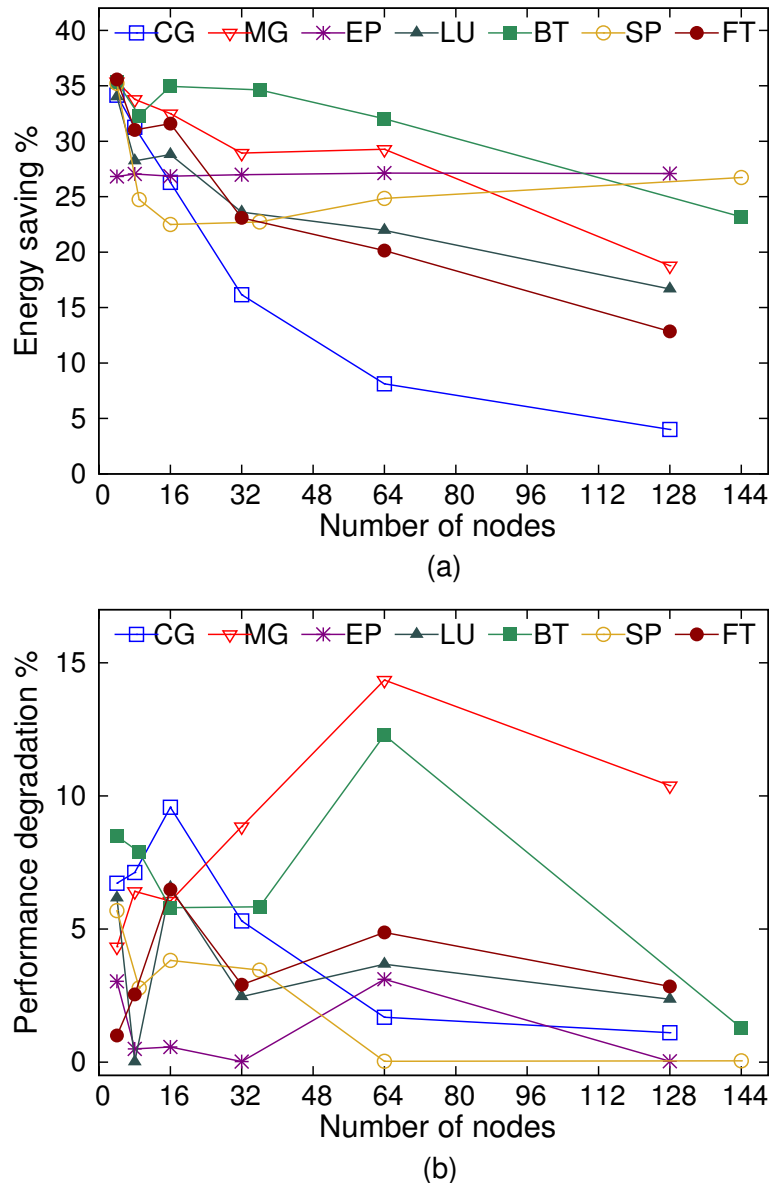 CG MG EP LU BT SP FT
Energy saving %
40
35
30
25
20
15
10
5
0
0 16 32 48 64 80 96 112 128 144
Number of nodes
(a)
CG MG EP LU BT SP FT
Performance degradation %
15
10
5
0
0 16 32 48 64 80 96 112 128 144
Number of nodes
(b)